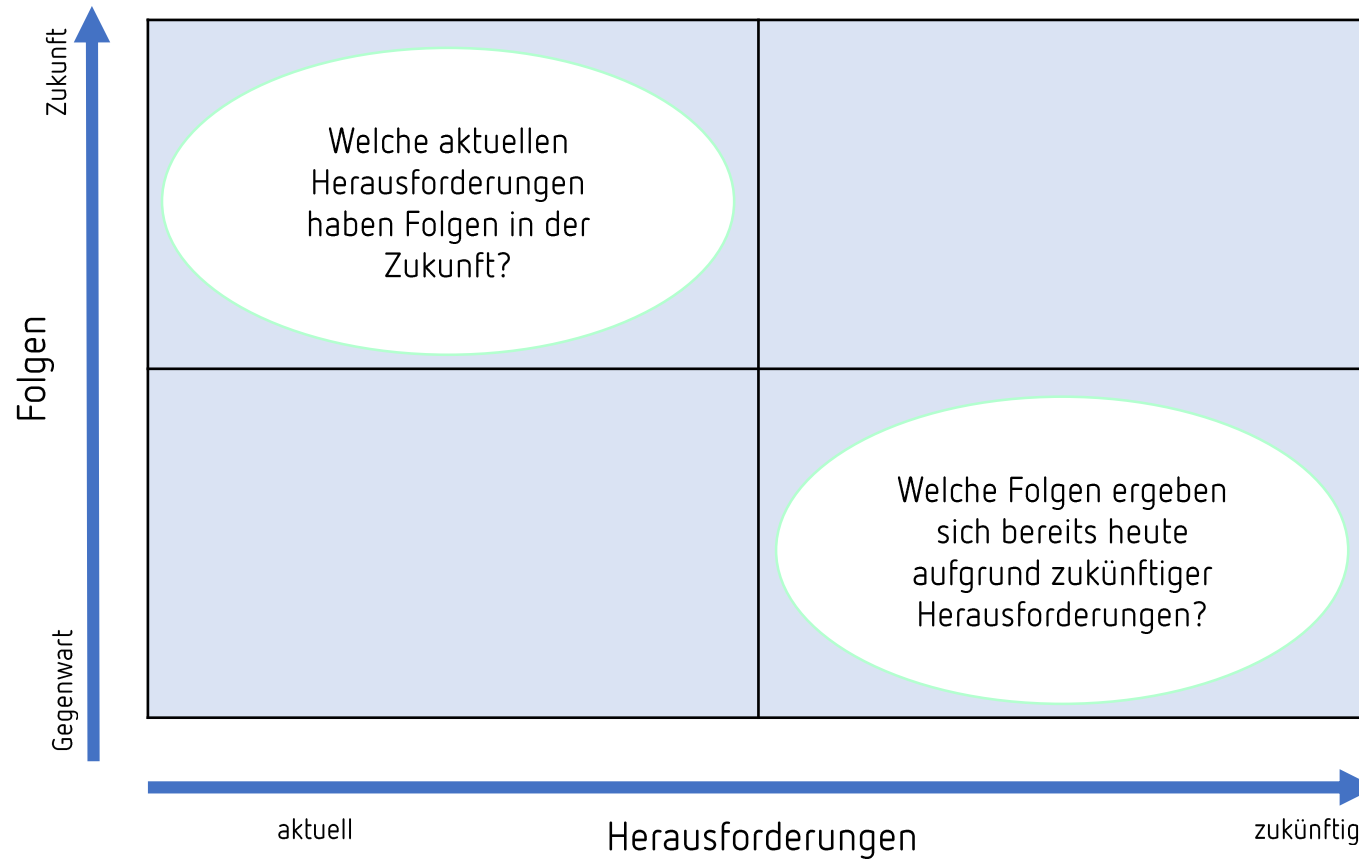 Zukunft
Welche aktuellen
Herausforderungen
haben Folgen in der
Zukunft?
Folgen
Welche Folgen ergeben
sich bereits heute
aufgrund zukünftiger
Herausforderungen?
Gegenwart
aktuell
Herausforderungen
zukünftig